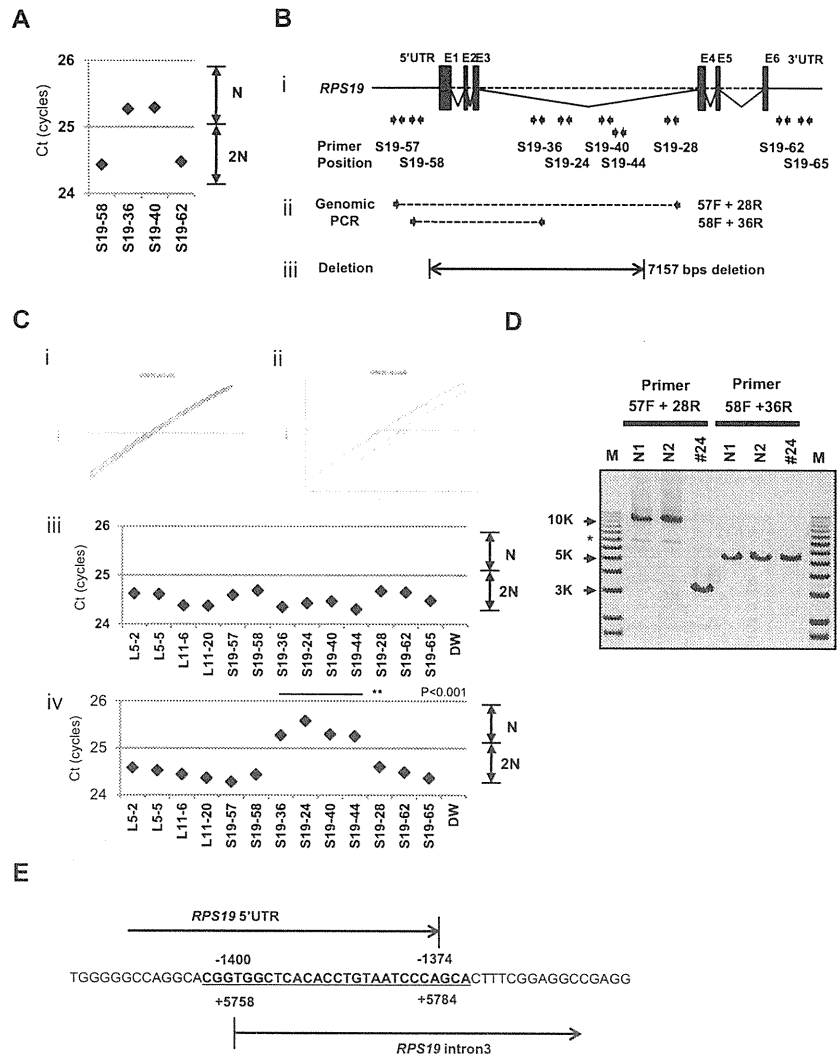 A
26
25
24
Ct (cycles)
N
2N
S19-58
S19-36
S19-40
S19-62
B
5'UTR E1 E2 E3 E4 E5 E6 3'UTR
i
RPS19
Primer Position
S19-57
S19-58
S19-36
S19-24
S19-40
S19-44
S19-28
S19-62
S19-65
ii
Genomic PCR
57F + 28R
58F + 36R
iii
Deletion
7157 bps deletion
C
i
ii
iii
26
25
24
Ct (cycles)
N
2N
L5-2 L5-5 L11-6 L11-20 S19-57 S19-58 S19-36 S19-24 S19-40 S19-44 S19-28 S19-62 S19-65 DW
iv
** P<0.001
26
25
24
Ct (cycles)
N
2N
L5-2 L5-5 L11-6 L11-20 S19-57 S19-58 S19-36 S19-24 S19-40 S19-44 S19-28 S19-62 S19-65 DW
D
Primer 57F + 28R
Primer 58F +36R
M N1 N2 #24 N1 N2 #24 M
10K
*
5K
3K
E
RPS19 5'UTR
-1400 -1374
TGGGGGCCAGGCACGGTGGCTCACACCTGTAATCCCAGCACTTTCGGAGGCCGAGG
+5758 +5784
RPS19 intron3